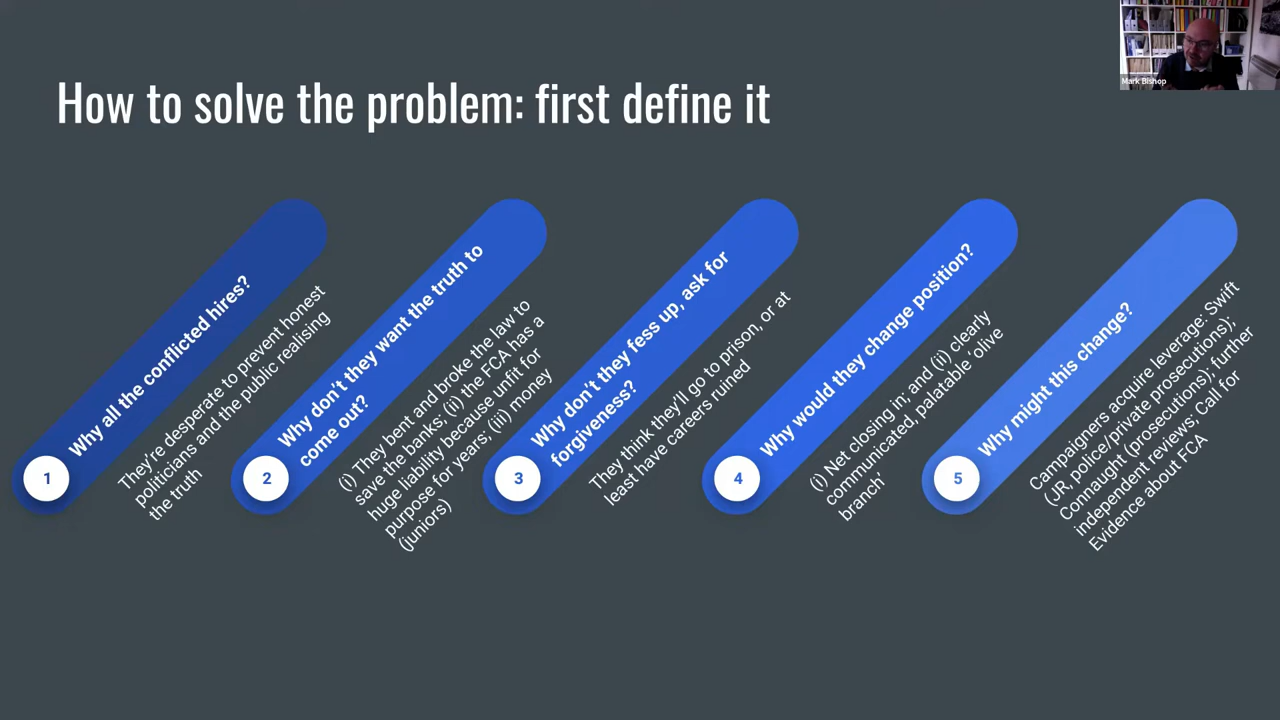 Mark Bishop
How to solve the problem: first define it
1
Why all the conflicted hires?
They're desperate to prevent honest
politicians and the public realising
the truth
2
Why don't they want the truth to
come out?
(i) They bent and broke the law to
save the banks; (ii) the FCA has a
huge liability because unfit for
purpose for years; (iii) money
(juniors)
3
Why don't they fess up, ask for
forgiveness?
They think they'll go to prison, or at
least have careers ruined
4
Why would they change position?
(i) Net closing in; and (ii) clearly
communicated, palatable 'olive
branch'
5
Why might this change?
Campaigners acquire leverage: Swift
(JR, police/private prosecutions);
Connaught (prosecutions); further
independent reviews; Call for
Evidence about FCA